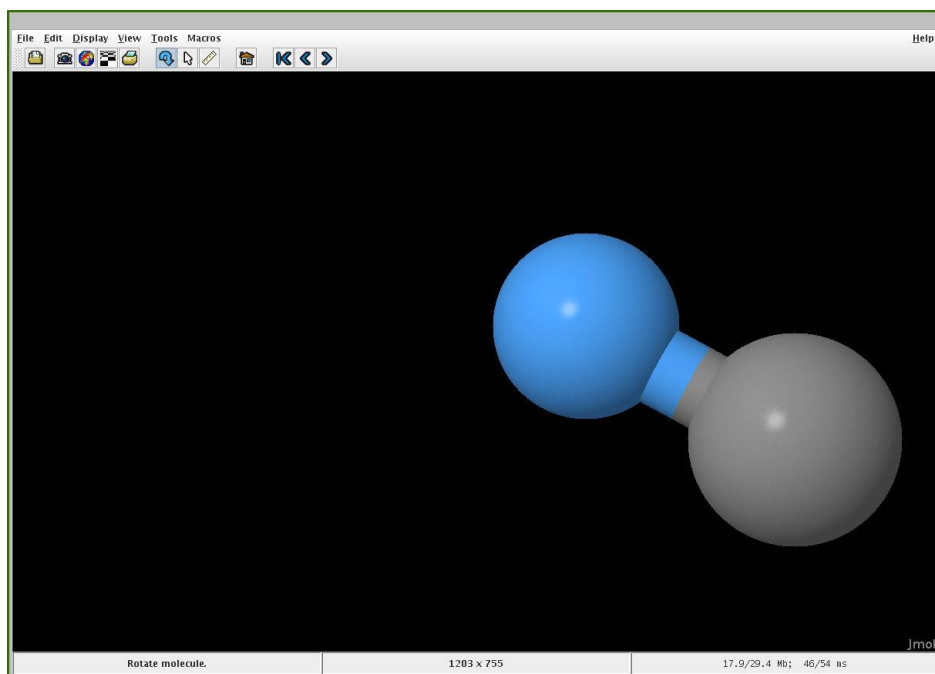 File Edit Display View Tools Macros Help
Jmol
Rotate molecule. 1203 x 755 17.9/29.4 Mb; 46/54 ms